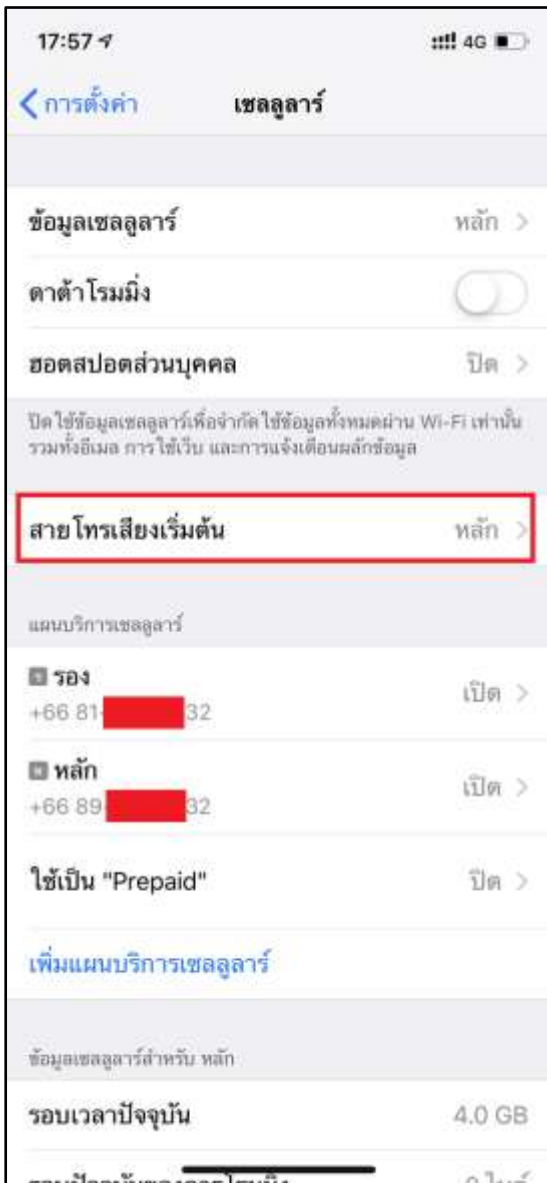 17:57 4G
การตั้งค่า เซลลูลาร์
ข้อมูลเซลลูลาร์ หลัก
ดาต้าโรมมิ่ง
ฮอตสปอตส่วนบุคคล ปิด
ปิดใช้ข้อมูลเซลลูลาร์เพื่อจำกัดใช้ข้อมูลทั้งหมดผ่าน Wi-Fi เท่านั้น
รวมทั้งอีเมล การใช้เว็บ และการแจ้งเตือนผลักข้อมูล
สายโทรเสียงเริ่มต้น หลัก
แผนบริการเซลลูลาร์
รอง เปิด
+66 81 32
หลัก เปิด
+66 89 32
ใช้เป็น "Prepaid" ปิด
เพิ่มแผนบริการเซลลูลาร์
ข้อมูลเซลลูลาร์สำหรับ หลัก
รอบเวลาปัจจุบัน 4.0 GB